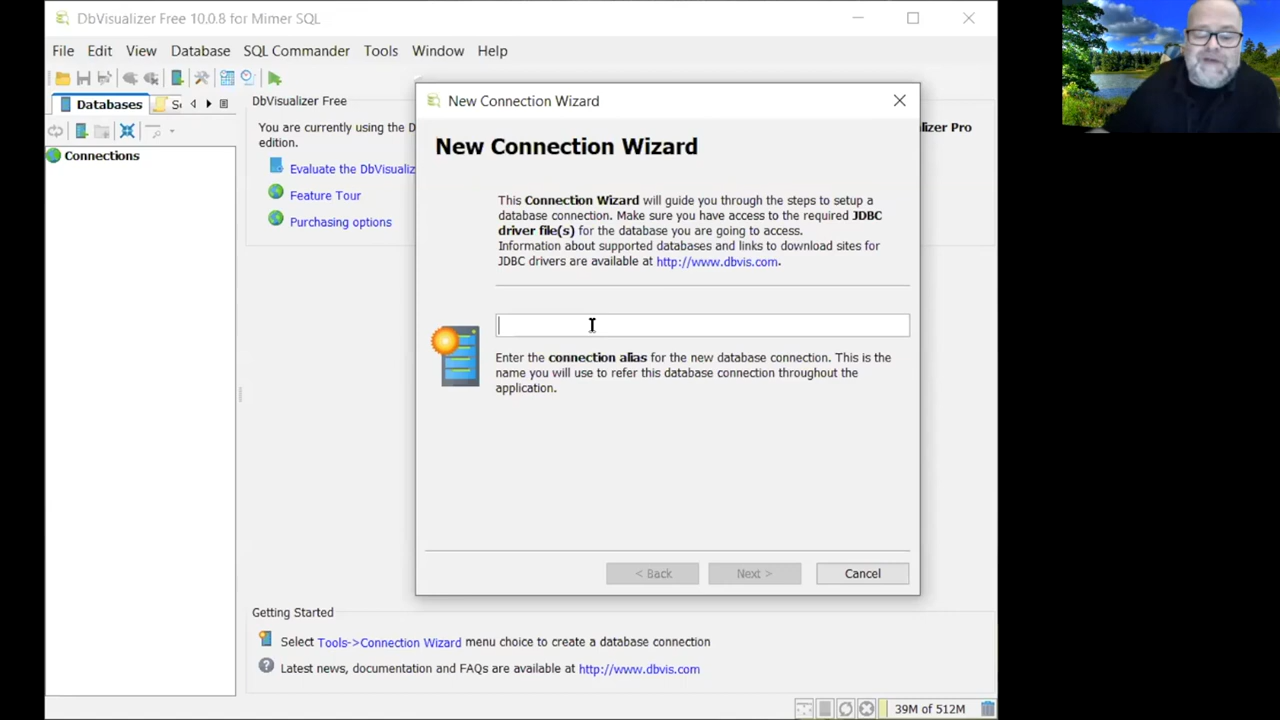 DbVisualizer Free 10.0.8 for Mimer SQL
File Edit View Database SQL Commander Tools Window Help
Databases S
Connections
DbVisualizer Free
You are currently using the D
lizer Pro
edition.
Evaluate the DbVisualiz
Feature Tour
Purchasing options
New Connection Wizard
New Connection Wizard
This Connection Wizard will guide you through the steps to setup a
database connection. Make sure you have access to the required JDBC
driver file(s) for the database you are going to access.
Information about supported databases and links to download sites for
JDBC drivers are available at http://www.dbvis.com.
Enter the connection alias for the new database connection. This is the
name you will use to refer this database connection throughout the
application.
< Back Next > Cancel
Getting Started
Select Tools->Connection Wizard menu choice to create a database connection
Latest news, documentation and FAQs are available at http://www.dbvis.com
39M of 512M